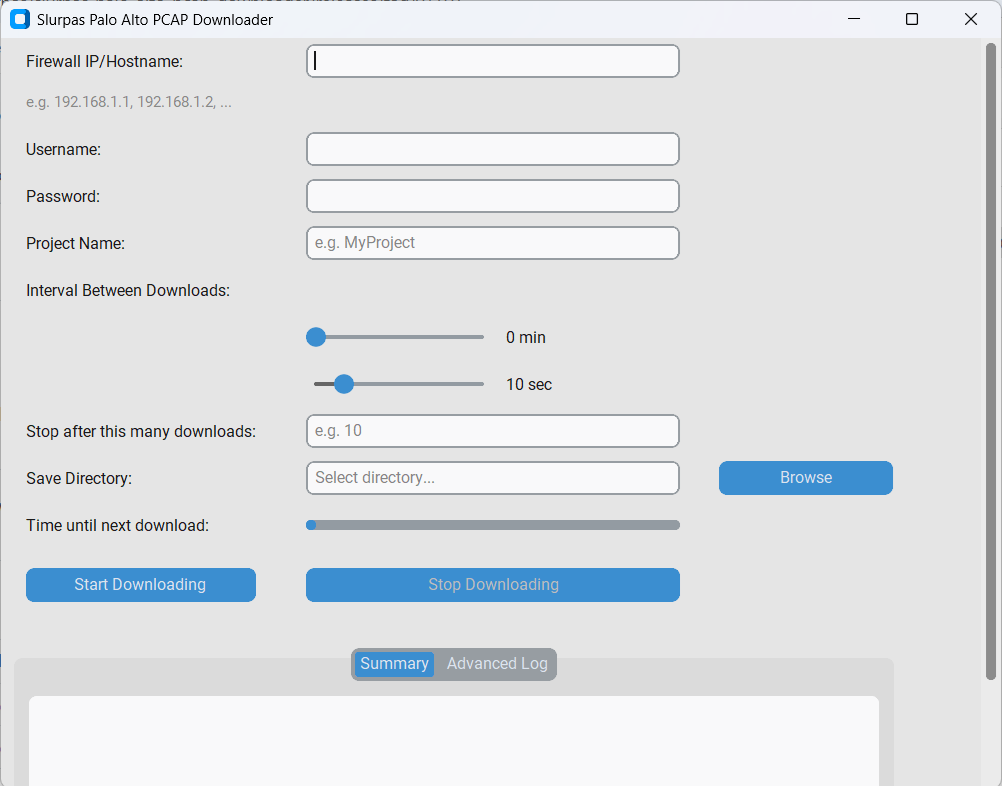 Slurpas Palo Alto PCAP Downloader
Firewall IP/Hostname:
e.g. 192.168.1.1, 192.168.1.2, ...
Username:
Password:
Project Name: e.g. MyProject
Interval Between Downloads:
0 min
10 sec
Stop after this many downloads: e.g. 10
Save Directory: Select directory... Browse
Time until next download:
Start Downloading Stop Downloading
Summary Advanced Log